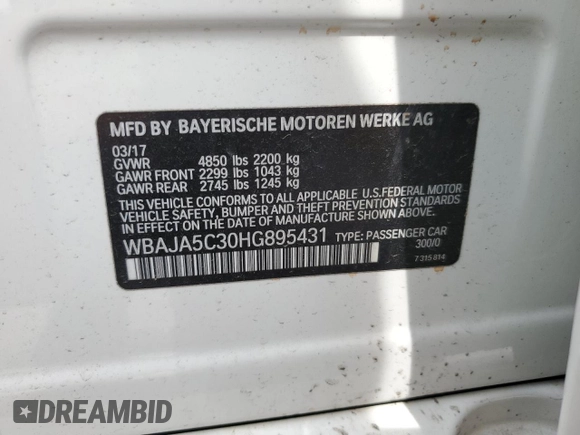 MFD BY BAYERISCHE MOTOREN WERKE AG
03/17
GVWR 4850 lbs 2200 kg
GAWR FRONT 2299 lbs 1043 kg
GAWR REAR 2745 lbs 1245 kg
THIS VEHICLE CONFORMS TO ALL APPLICABLE U.S.FEDERAL MOTOR
VEHICLE SAFETY, BUMPER AND THEFT PREVENTION STANDARDS
IN EFFECT ON THE DATE OF MANUFACTURE SHOWN ABOVE.
WBAJA5C30HG895431 TYPE: PASSENGER CAR
300/0
7 315 814
DREAMBID